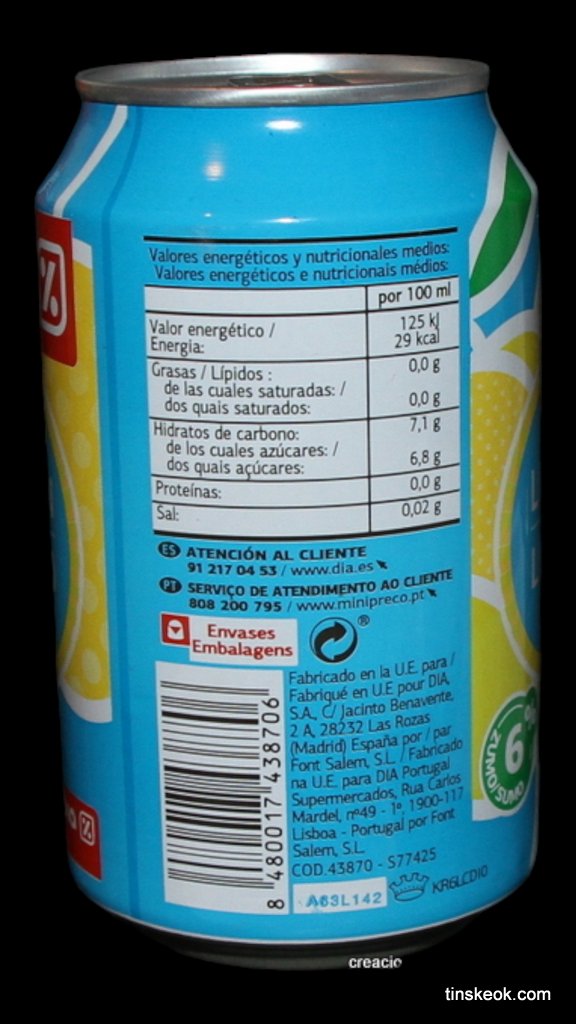 %
Valores energéticos y nutricionales medios:
Valores energéticos e nutricionais médios:
por 100 ml
Valor energético / 125 kJ
Energia: 29 kcal
Grasas / Lípidos : 0,0 g
de las cuales saturadas: /
dos quais saturados: 0,0 g
Hidratos de carbono: 7,1 g
de los cuales azúcares: /
dos quais açúcares: 6,8 g
Proteínas: 0,0 g
Sal: 0,02 g
ES ATENCIÓN AL CLIENTE
91 217 04 53 / www.dia.es
PT SERVIÇO DE ATENDIMENTO AO CLIENTE
808 200 795 / www.minipreco.pt
Envases
Embalagens
®
Fabricado en la U.E. para /
Fabriqué en U.E pour DIA,
S.A, C/ Jacinto Benavente,
2 A, 28232 Las Rozas
(Madrid) España por / par
Font Salem, S.L. / Fabricado
na U.E. para DIA Portugal
Supermercados, Rua Carlos
Mardel, nº49 - 1º, 1900-117
Lisboa - Portugal por Font
Salem, S.L.
COD.43870 - S77425
A63L142
KR6LCD10
8 480017 438706
6%
ZUMO/SUMO
%
creacio
tinskeok.com